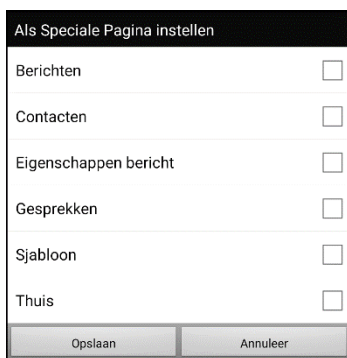 Als Speciale Pagina instellen
Berichten
Contacten
Eigenschappen bericht
Gesprekken
Sjabloon
Thuis
Opslaan Annuleer